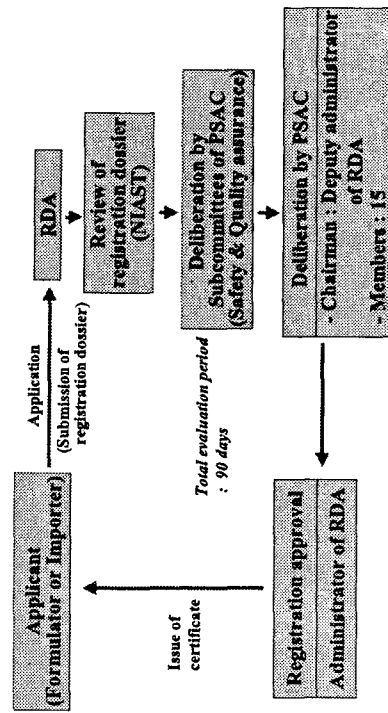 Applicant
(Formulator or Importer)
Application
(Submission of
registration dossier)
RDA
Review of
registration dossier
(NIAST)
Deliberation by
Subcommittees of PSAC
(Safety & Quality assurance)
Deliberation by PSAC
- Chairman : Deputy administrator
of RDA
- Members : 15
Total evaluation period
: 90 days
Registration approval
Administrator of RDA
Issue of
certificate